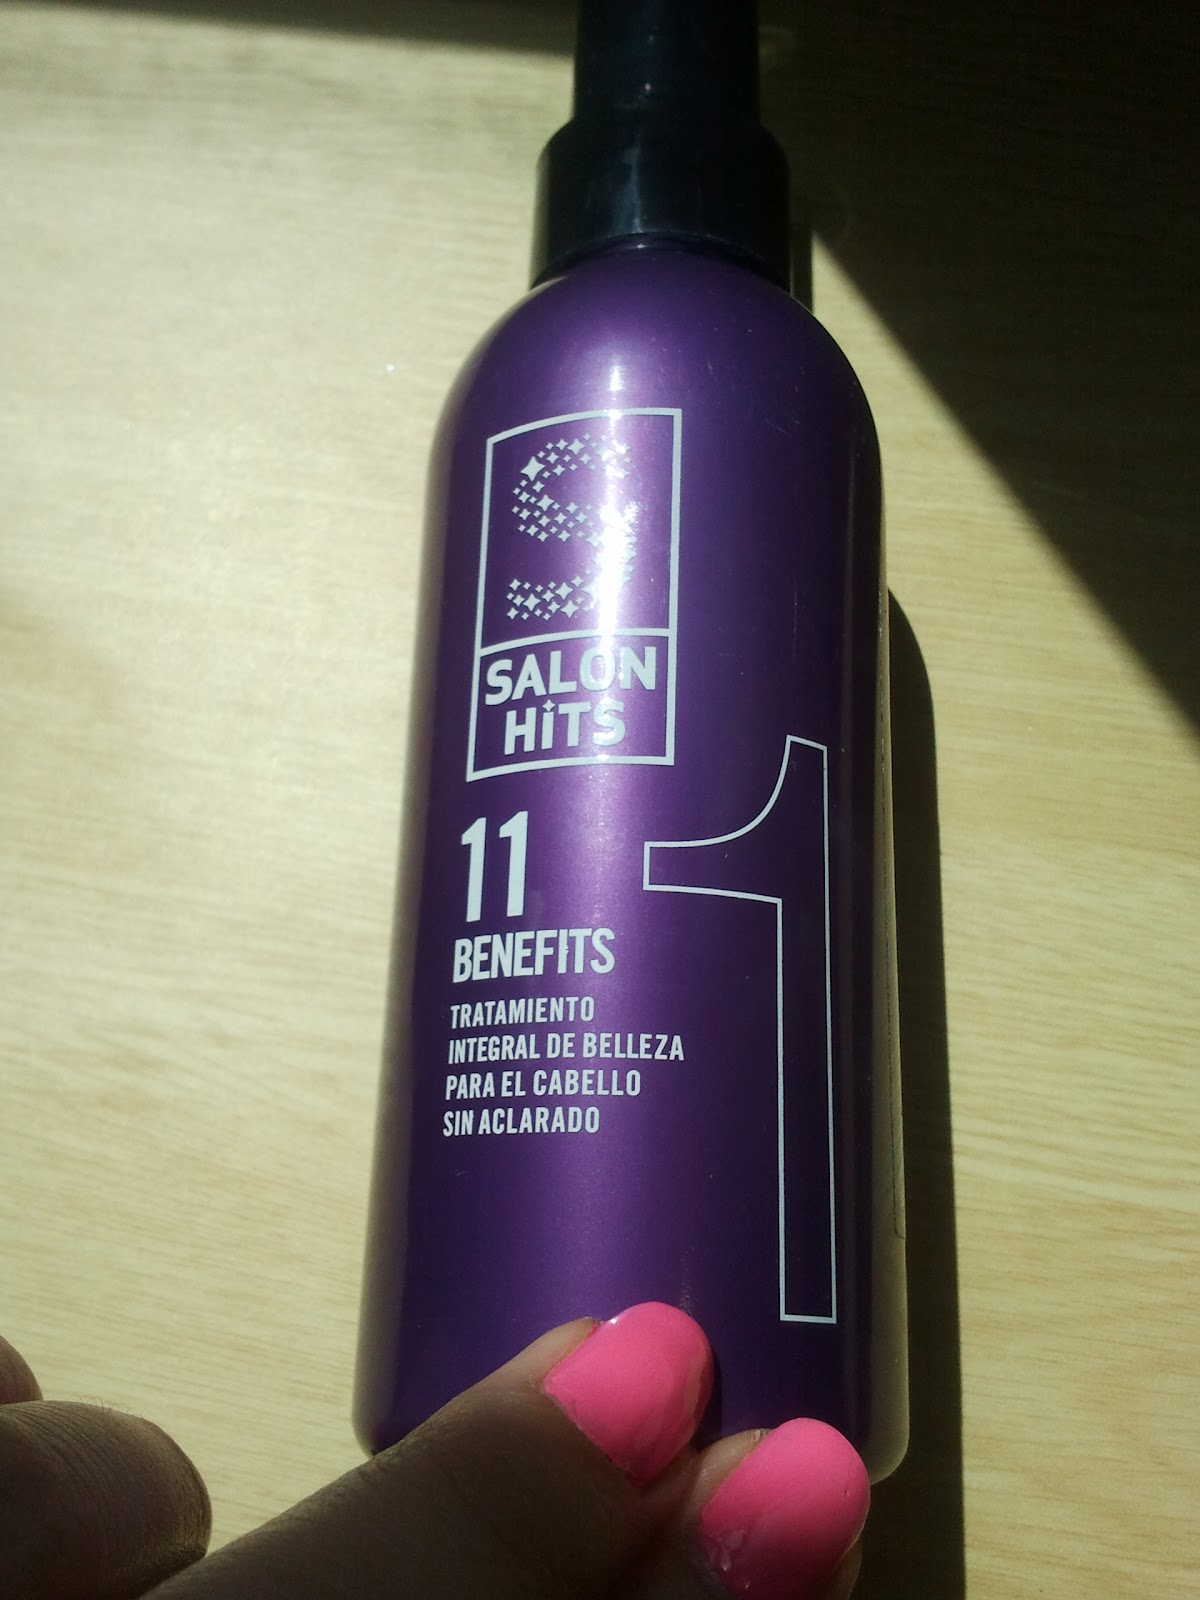 S
SALON
HiTS
11
BENEFITS
TRATAMIENTO
INTEGRAL DE BELLEZA
PARA EL CABELLO
SIN ACLARADO
1